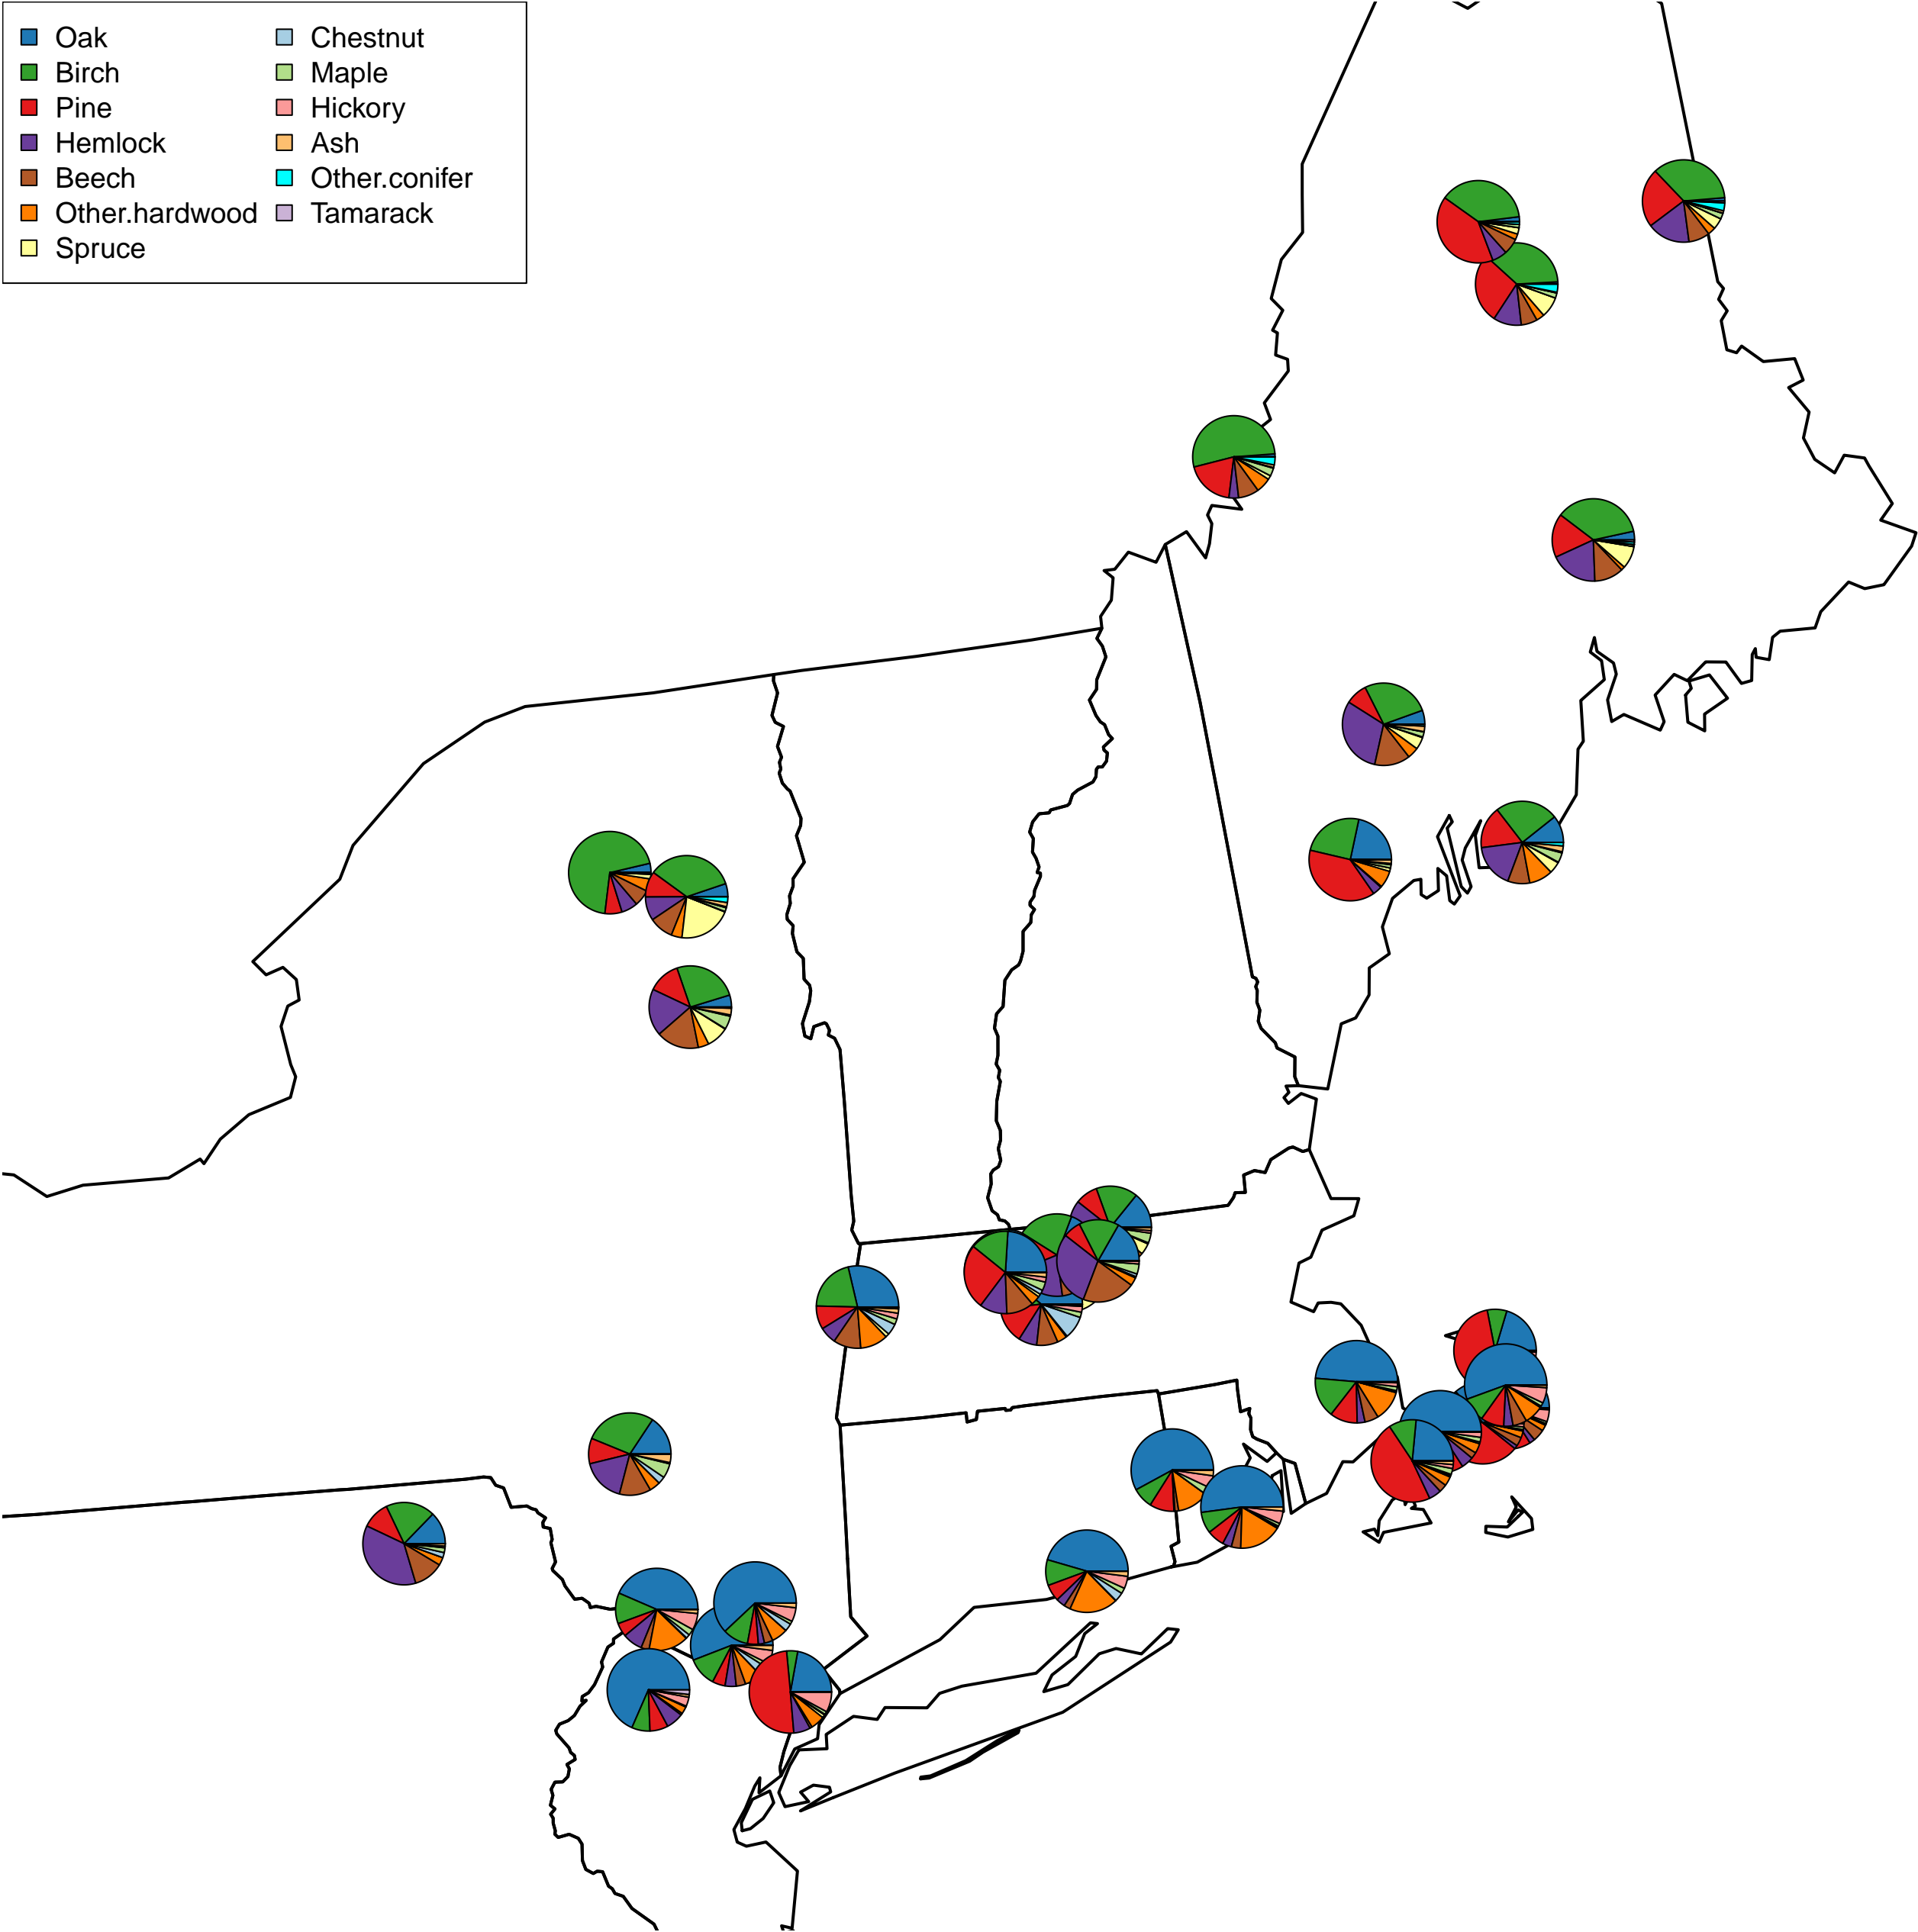 Oak
Birch
Pine
Hemlock
Beech
Other.hardwood
Spruce
Chestnut
Maple
Hickory
Ash
Other.conifer
Tamarack